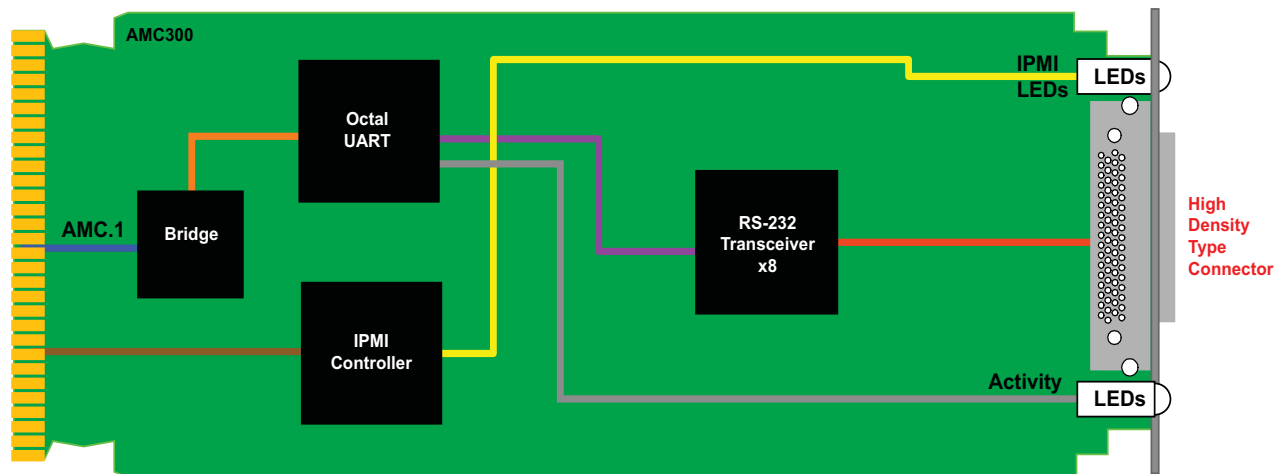 AMC300
IPMI
LEDs
LEDs
Octal
UART
AMC.1
Bridge
RS-232
Transceiver
x8
High
Density
Type
Connector
IPMI
Controller
Activity
LEDs